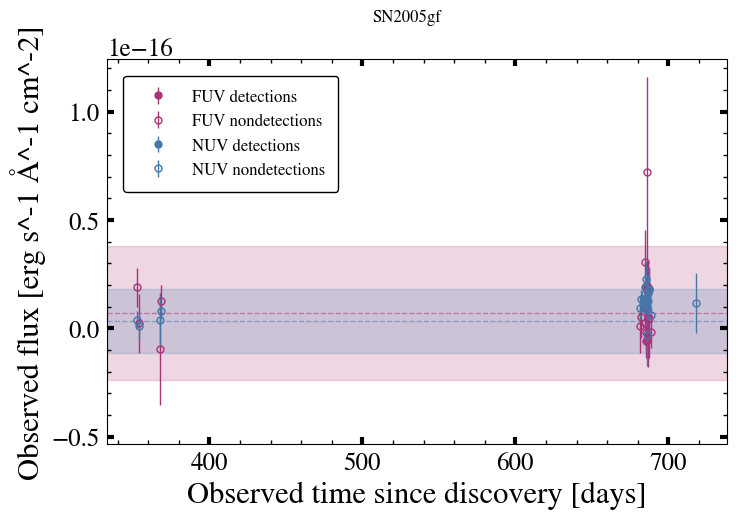 SN2005gf
1e−16
Observed flux [erg s^-1 Å^-1 cm^-2]
1.0
0.5
0.0
−0.5
FUV detections
FUV nondetections
NUV detections
NUV nondetections
400 500 600 700
Observed time since discovery [days]